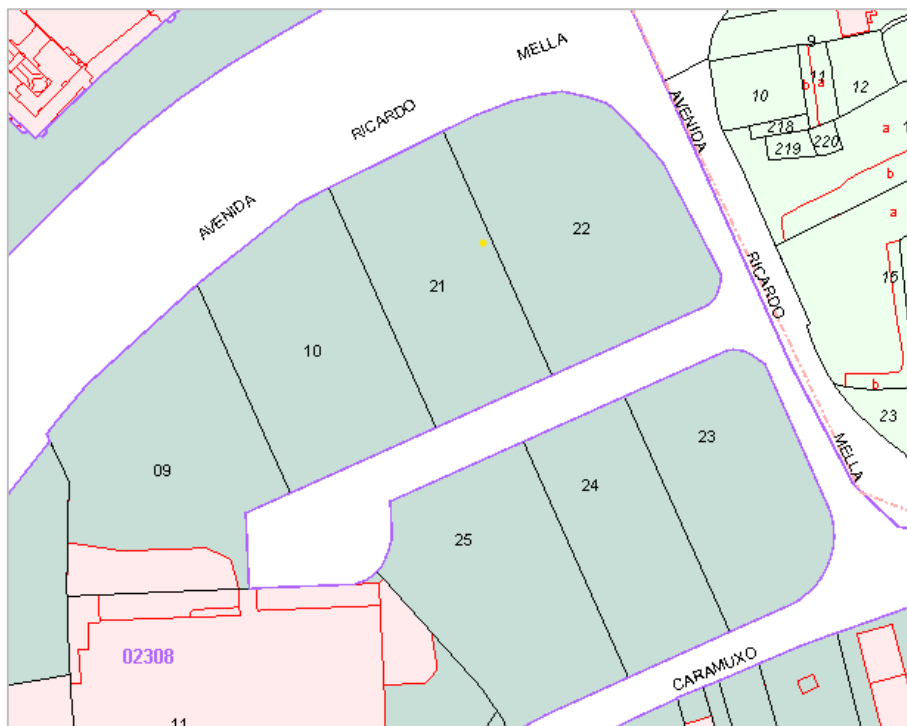 MELLA
RICARDO
AVENIDA
AVENIDA
RICARDO
MELLA
9
11
b
a
10
12
218
219
220
a
b
a
15
b
23
22
21
10
09
23
24
25
02308
11
CARAMUXO